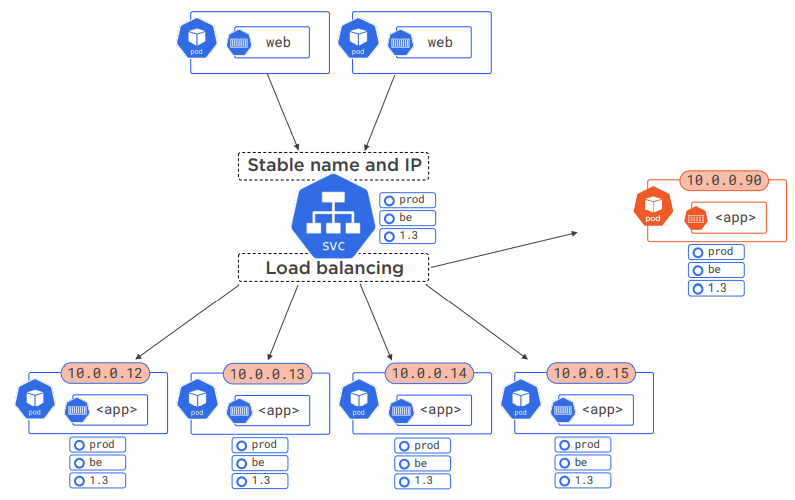 pod
web
pod
web
Stable name and IP
svc
prod
be
1.3
Load balancing
10.0.0.90
pod
<app>
prod
be
1.3
10.0.0.12
pod
<app>
prod
be
1.3
10.0.0.13
pod
<app>
prod
be
1.3
10.0.0.14
pod
<app>
prod
be
1.3
10.0.0.15
pod
<app>
prod
be
1.3